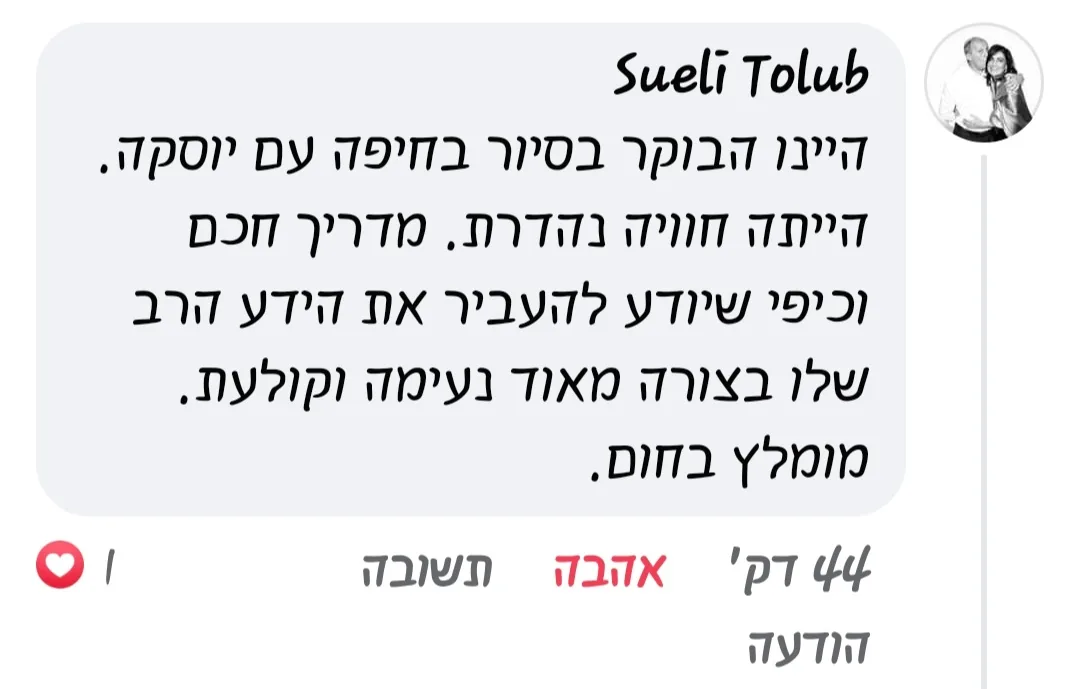 Sueli Tolub
היינו הבוקר בסיור בחיפה עם יוסקה.
הייתה חוויה נהדרת. מדריך חכם
וכיפי שיודע להעביר את הידע הרב
שלו בצורה מאוד נעימה וקולעת.
מומלץ בחום.
44 דק' אהבה תשובה 1
הודעה